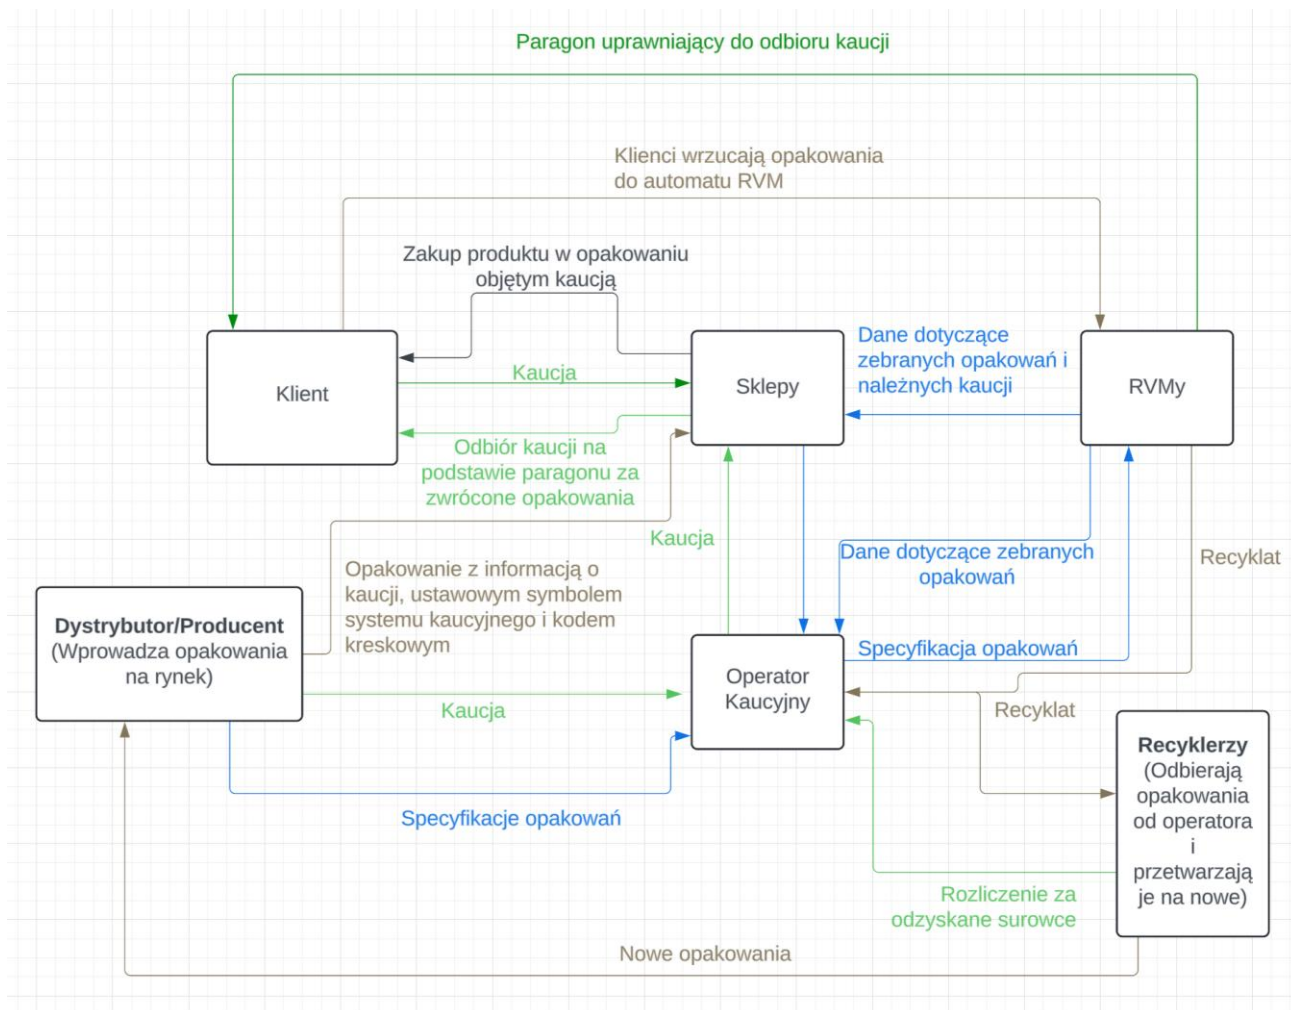 Paragon uprawniający do odbioru kaucji
Klienci wrzucają opakowania
do automatu RVM
Zakup produktu w opakowaniu
objętym kaucją
Klient
Kaucja
Sklepy
Dane dotyczące
zebranych opakowań i
należnych kaucji
RVMy
Odbiór kaucji na
podstawie paragonu za
zwrócone opakowania
Kaucja
Dane dotyczące zebranych
opakowań
Recyklat
Opakowanie z informacją o
kaucji, ustawowym symbolem
systemu kaucyjnego i kodem
kreskowym
Dystrybutor/Producent
(Wprowadza opakowania
na rynek)
Specyfikacja opakowań
Operator
Kaucyjny
Kaucja
Recyklat
Recyklerzy
(Odbierają
opakowania
od operatora
i
przetwarzają
je na nowe)
Specyfikacje opakowań
Rozliczenie za
odzyskane surowce
Nowe opakowania